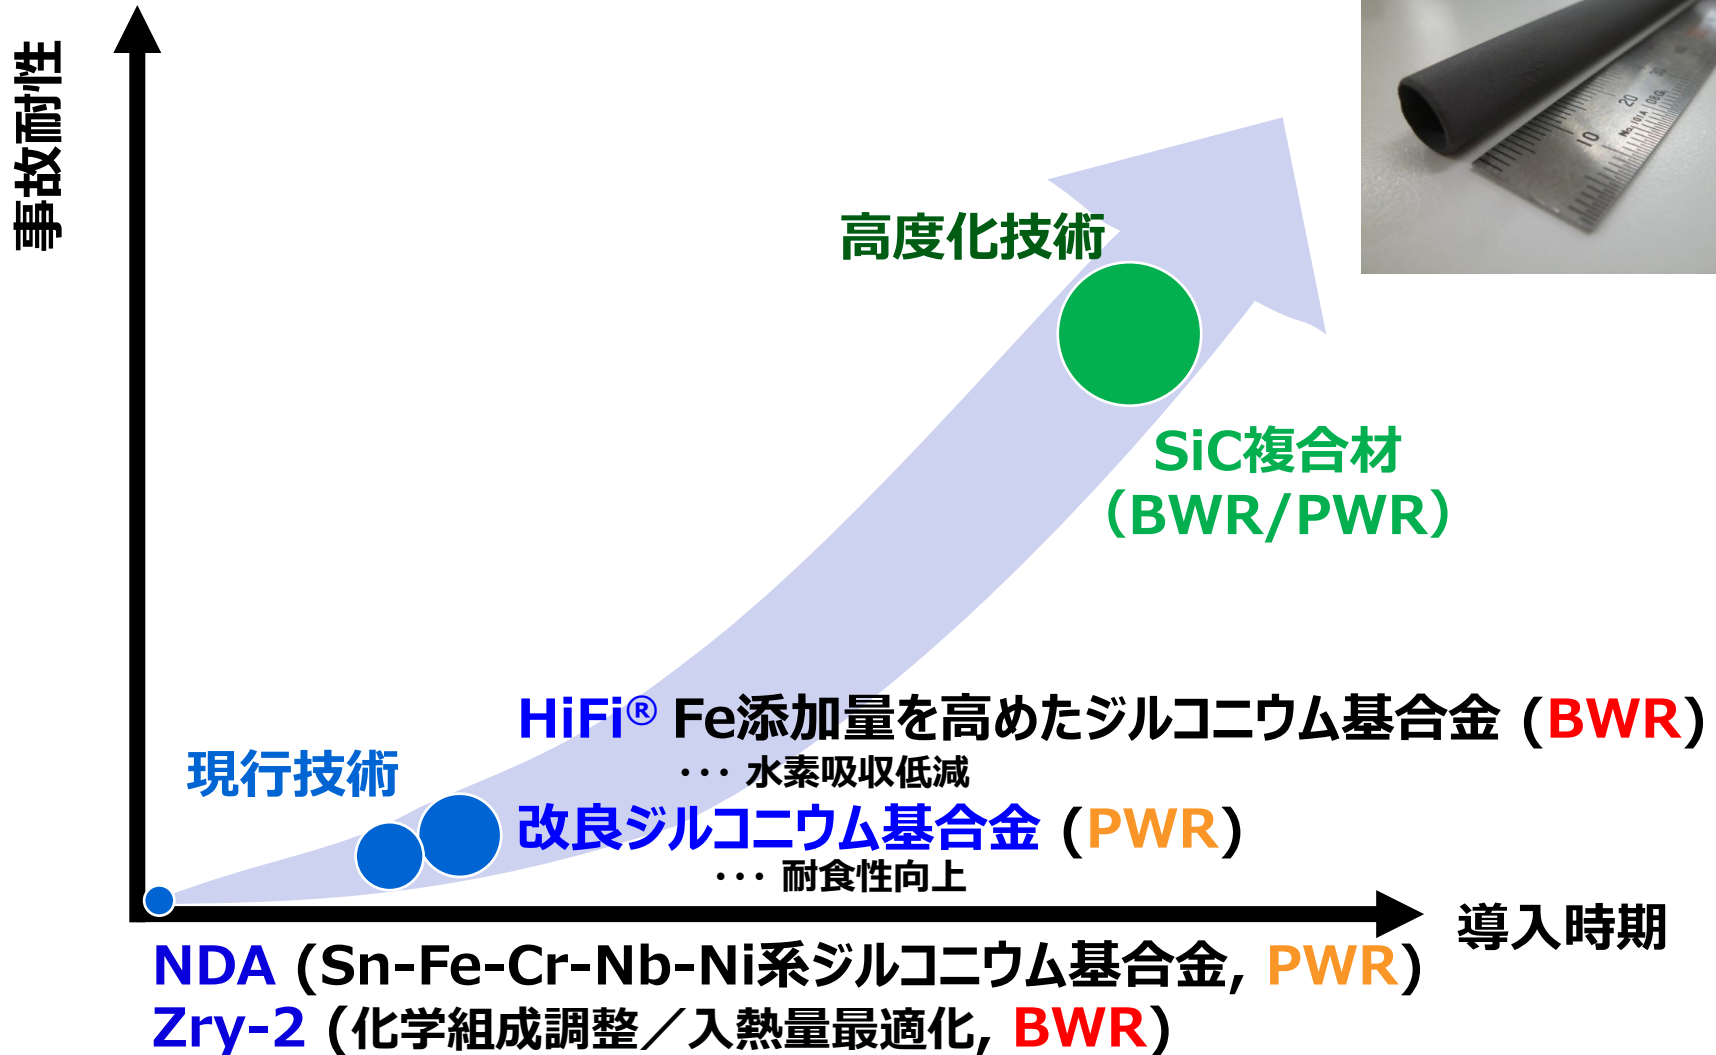 事故耐性
高度化技術
SiC複合材
（BWR/PWR）
HiFi® Fe添加量を高めたジルコニウム基合金 (BWR)
･･･ 水素吸収低減
現行技術
改良ジルコニウム基合金 (PWR)
･･･ 耐食性向上
導入時期
NDA (Sn-Fe-Cr-Nb-Ni系ジルコニウム基合金, PWR)
Zry-2 (化学組成調整／入熱量最適化, BWR)
10
20
No.101A